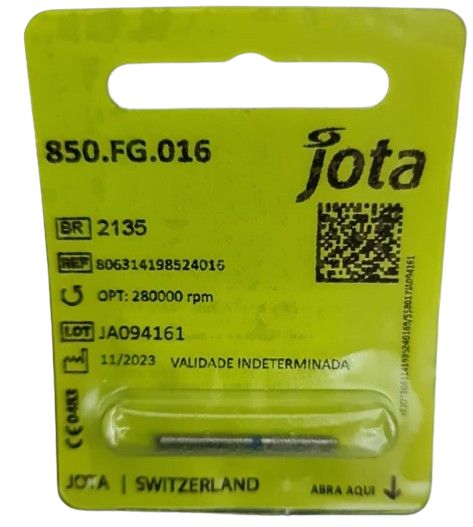 850.FG.016
jota
BR 2135
REF 806314198524016
OPT: 280000 rpm
LOT JA094161
11/2023 VALIDADE INDETERMINADA
CE 0483
JOTA | SWITZERLAND
ABRA AQUI